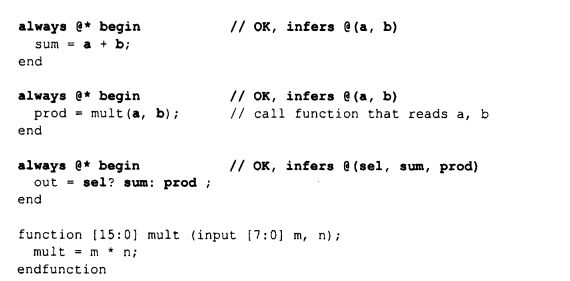 always @* begin // OK, infers @(a, b)
sum = a + b;
end
always @* begin // OK, infers @(a, b)
prod = mult(a, b); // call function that reads a, b
end
always @* begin // OK, infers @(sel, sum, prod)
out = sel? sum: prod ;
end
function [15:0] mult (input [7:0] m, n);
mult = m * n;
endfunction